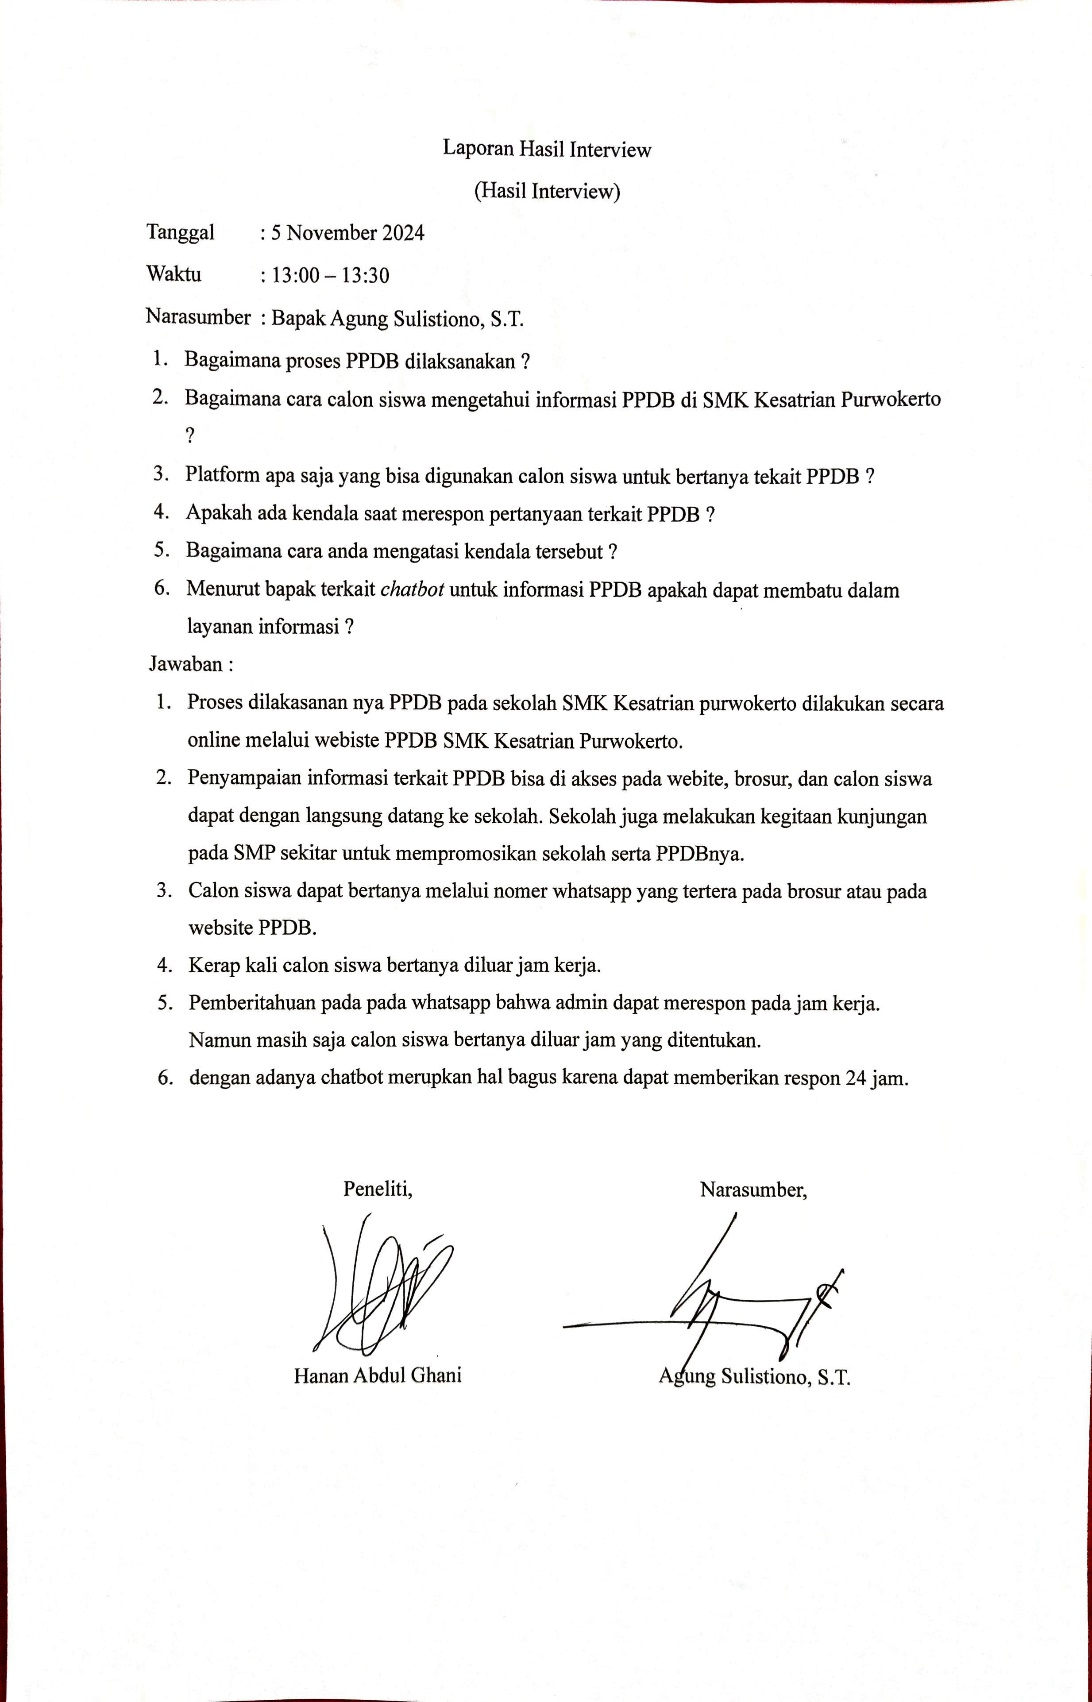 Laporan Hasil Interview
(Hasil Interview)
Tanggal : 5 November 2024
Waktu : 13:00 – 13:30
Narasumber : Bapak Agung Sulistiono, S.T.
1. Bagaimana proses PPDB dilaksanakan ?
2. Bagaimana cara calon siswa mengetahui informasi PPDB di SMK Kesatrian Purwokerto
?
3. Platform apa saja yang bisa digunakan calon siswa untuk bertanya tekait PPDB ?
4. Apakah ada kendala saat merespon pertanyaan terkait PPDB ?
5. Bagaimana cara anda mengatasi kendala tersebut ?
6. Menurut bapak terkait chatbot untuk informasi PPDB apakah dapat membatu dalam
layanan informasi ?
Jawaban :
1. Proses dilakasanan nya PPDB pada sekolah SMK Kesatrian purwokerto dilakukan secara
online melalui webiste PPDB SMK Kesatrian Purwokerto.
2. Penyampaian informasi terkait PPDB bisa di akses pada webite, brosur, dan calon siswa
dapat dengan langsung datang ke sekolah. Sekolah juga melakukan kegitaan kunjungan
pada SMP sekitar untuk mempromosikan sekolah serta PPDBnya.
3. Calon siswa dapat bertanya melalui nomer whatsapp yang tertera pada brosur atau pada
website PPDB.
4. Kerap kali calon siswa bertanya diluar jam kerja.
5. Pemberitahuan pada pada whatsapp bahwa admin dapat merespon pada jam kerja.
Namun masih saja calon siswa bertanya diluar jam yang ditentukan.
6. dengan adanya chatbot merupkan hal bagus karena dapat memberikan respon 24 jam.
Peneliti, Narasumber,
Hanan Abdul Ghani Agung Sulistiono, S.T.